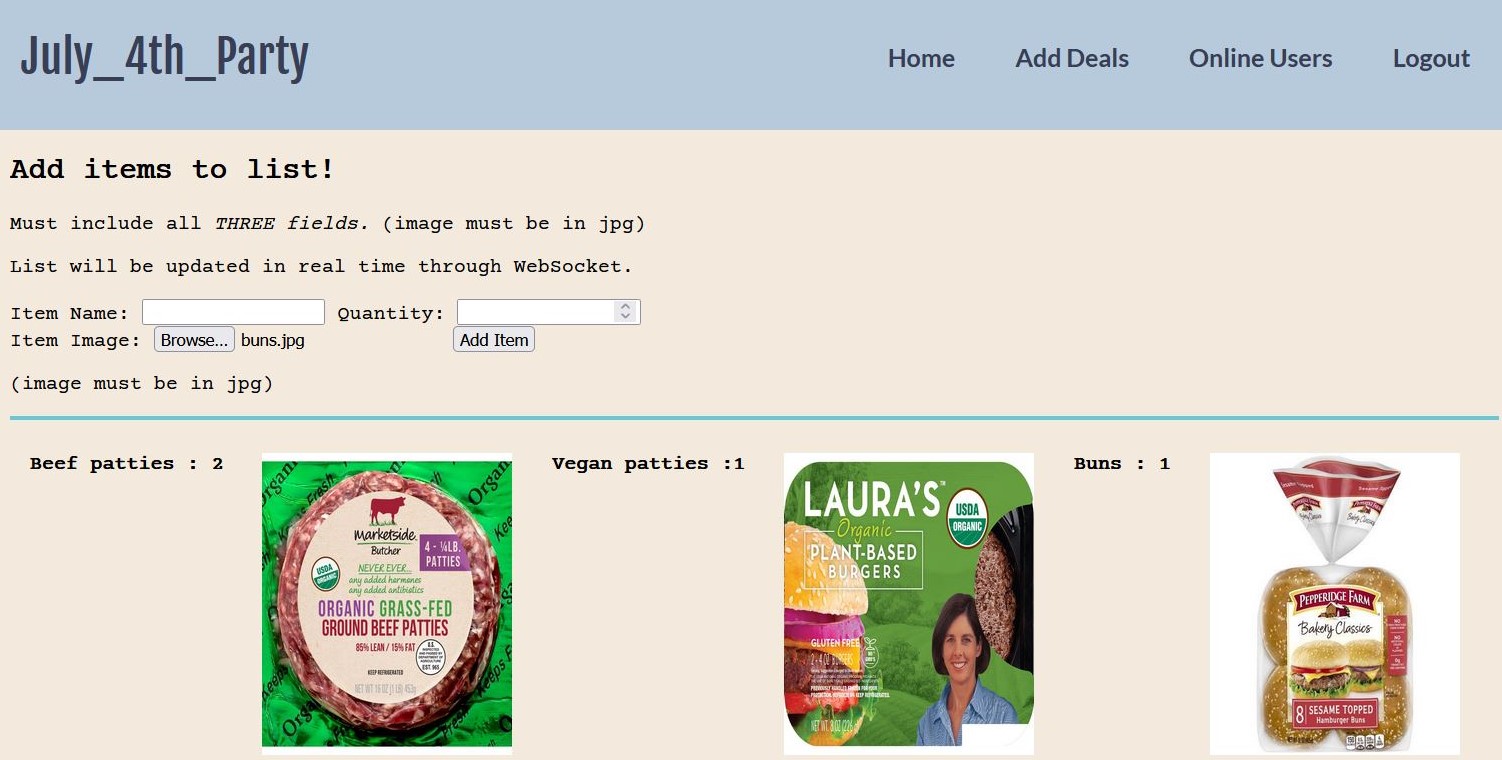 July_4th_Party
Home Add Deals Online Users Logout
Add items to list!
Must include all THREE fields. (image must be in jpg)
List will be updated in real time through WebSocket.
Item Name: Quantity:
Item Image: Browse... buns.jpg Add Item
(image must be in jpg)
Beef patties : 2
marketside.
Butcher
4 - ¼LB.
PATTIES
NEVER EVER...
any added hormones
any added antibiotics
USDA
ORGANIC
ORGANIC GRASS-FED
GROUND BEEF PATTIES
85% LEAN / 15% FAT
KEEP REFRIGERATED
NET WT 16 OZ (1 LB) 453g
Vegan patties :1
LAURA'S™
Organic
USDA
ORGANIC
PLANT-BASED
BURGERS
GLUTEN FREE
2 - 4 OZ BURGERS
NET WT. 8 OZ
Buns : 1
PEPPERIDGE FARM
Bakery Classics
8 SESAME TOPPED
Hamburger Buns